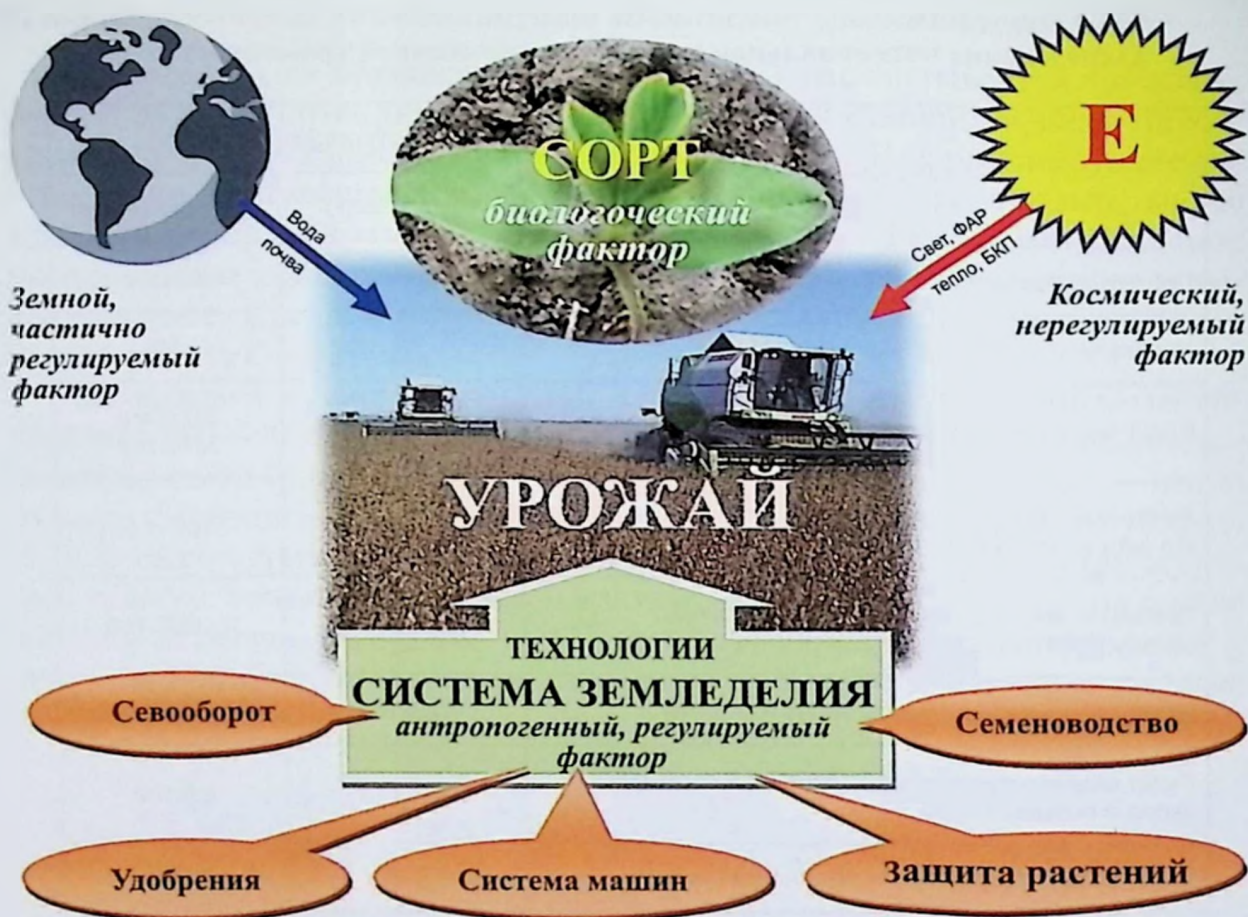 СОРТ
биологоческий
фактор
Е
Вода
почва
Свет, ФАР
тепло, БКП
Земной,
частично
регулируемый
фактор
Космический,
нерегулируемый
фактор
УРОЖАЙ
ТЕХНОЛОГИИ
СИСТЕМА ЗЕМЛЕДЕЛИЯ
антропогенный, регулируемый
фактор
Севооборот
Семеноводство
Удобрения
Система машин
Защита растений